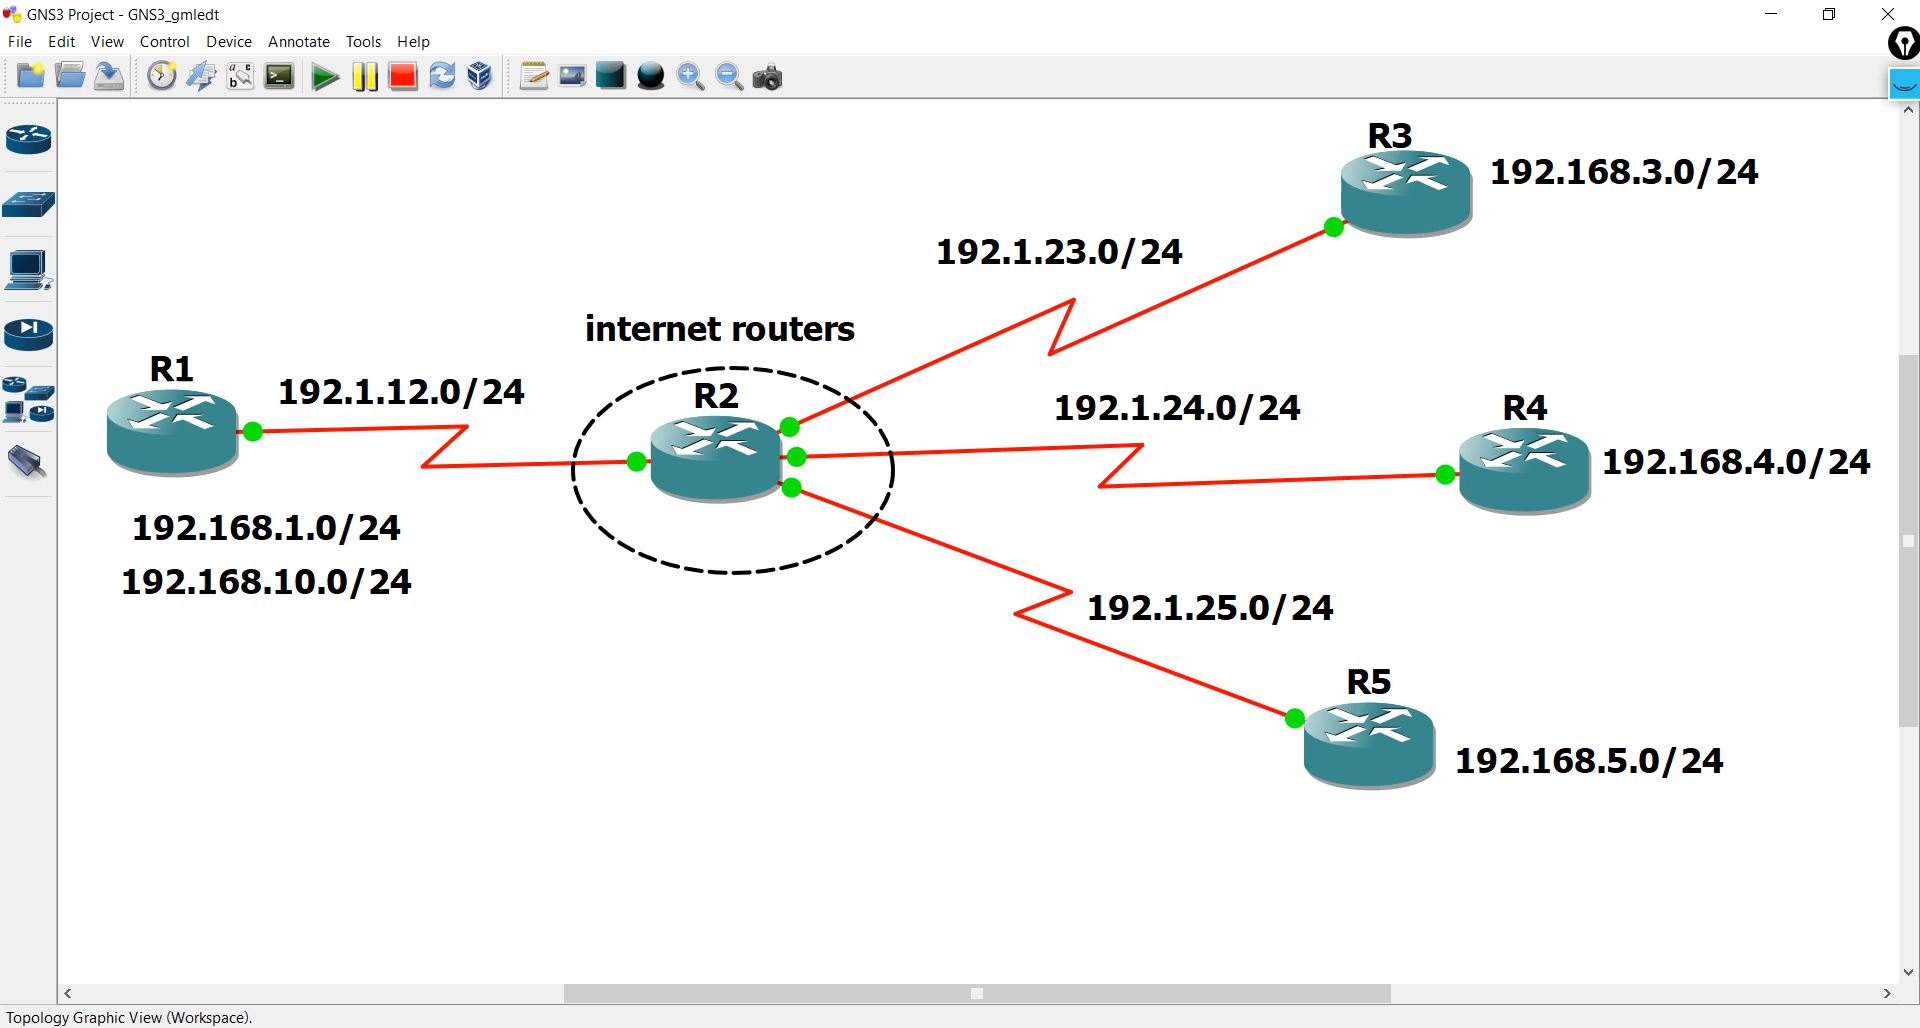 GNS3 Project - GNS3_gmledt
File Edit View Control Device Annotate Tools Help
R3
192.168.3.0/24
192.1.23.0/24
internet routers
R1
192.1.12.0/24
R2
192.1.24.0/24
R4
192.168.4.0/24
192.168.1.0/24
192.168.10.0/24
192.1.25.0/24
R5
192.168.5.0/24
Topology Graphic View (Workspace).